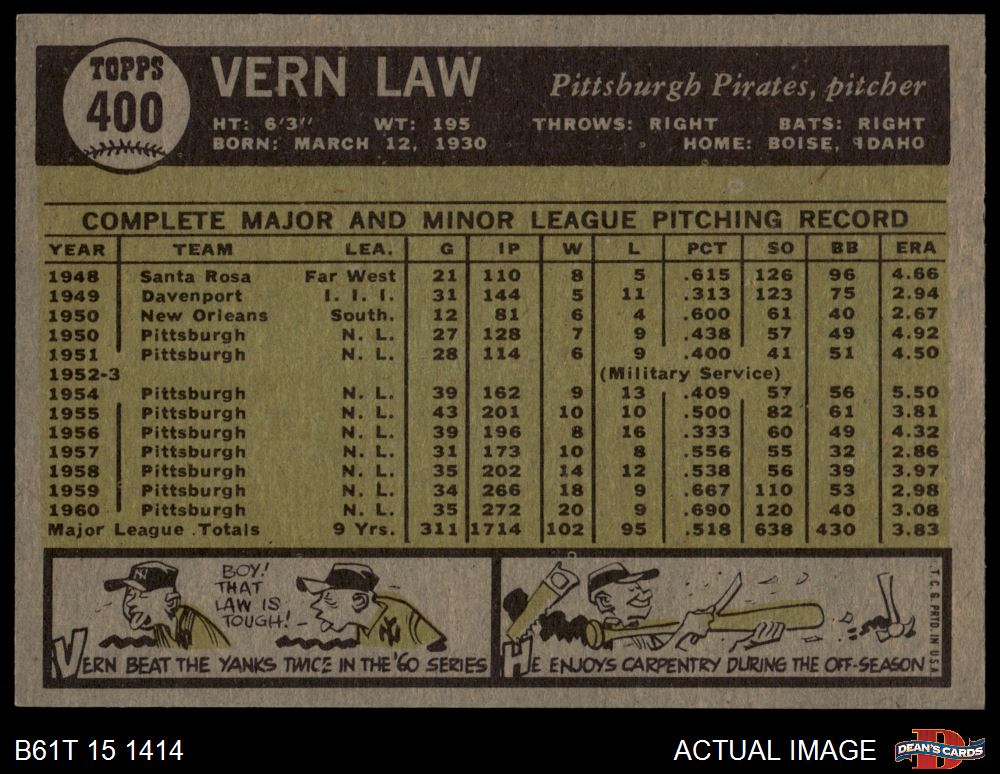 TOPPS
400
VERN LAW
Pittsburgh Pirates, pitcher
HT: 6'3" WT: 195 THROWS: RIGHT BATS: RIGHT
BORN: MARCH 12, 1930 HOME: BOISE, IDAHO
COMPLETE MAJOR AND MINOR LEAGUE PITCHING RECORD
YEAR TEAM LEA. G IP W L PCT SO BB ERA
1948 Santa Rosa Far West 21 110 8 5 .615 126 96 4.66
1949 Davenport I. I. I. 31 144 5 11 .313 123 75 2.94
1950 New Orleans South. 12 81 6 4 .600 61 40 2.67
1950 Pittsburgh N. L. 27 128 7 9 .438 57 49 4.92
1951 Pittsburgh N. L. 28 114 6 9 .400 41 51 4.50
1952-3 (Military Service)
1954 Pittsburgh N. L. 39 162 9 13 .409 57 56 5.50
1955 Pittsburgh N. L. 43 201 10 10 .500 82 61 3.81
1956 Pittsburgh N. L. 39 196 8 16 .333 60 49 4.32
1957 Pittsburgh N. L. 31 173 10 8 .556 55 32 2.86
1958 Pittsburgh N. L. 35 202 14 12 .538 56 39 3.97
1959 Pittsburgh N. L. 34 266 18 9 .667 110 53 2.98
1960 Pittsburgh N. L. 35 272 20 9 .690 120 40 3.08
Major League Totals 9 Yrs. 311 1714 102 95 .518 638 430 3.83
BOY!
THAT
LAW IS
TOUGH!
NY
NY
VERN BEAT THE YANKS TWICE IN THE '60 SERIES
HE ENJOYS CARPENTRY DURING THE OFF-SEASON
T. C. G. PRTD. IN U.S.A.
B61T 15 1414
ACTUAL IMAGE
D
DEAN'S CARDS